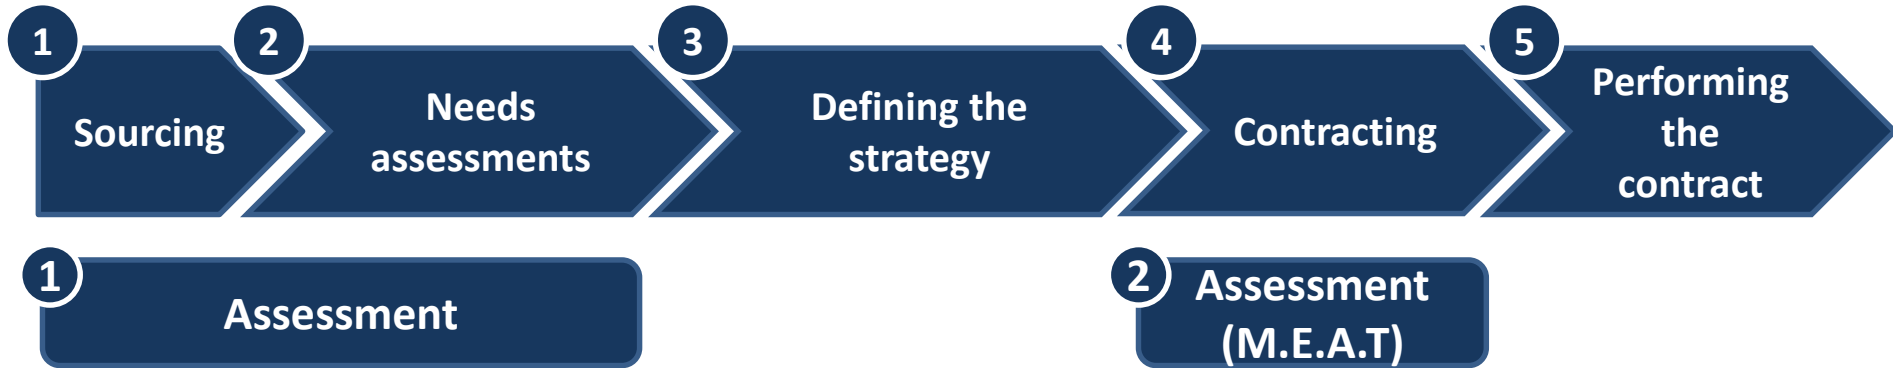 1
Sourcing
2
Needs
assessments
3
Defining the
strategy
4
Contracting
5
Performing
the
contract
1
Assessment
2
Assessment
(M.E.A.T)